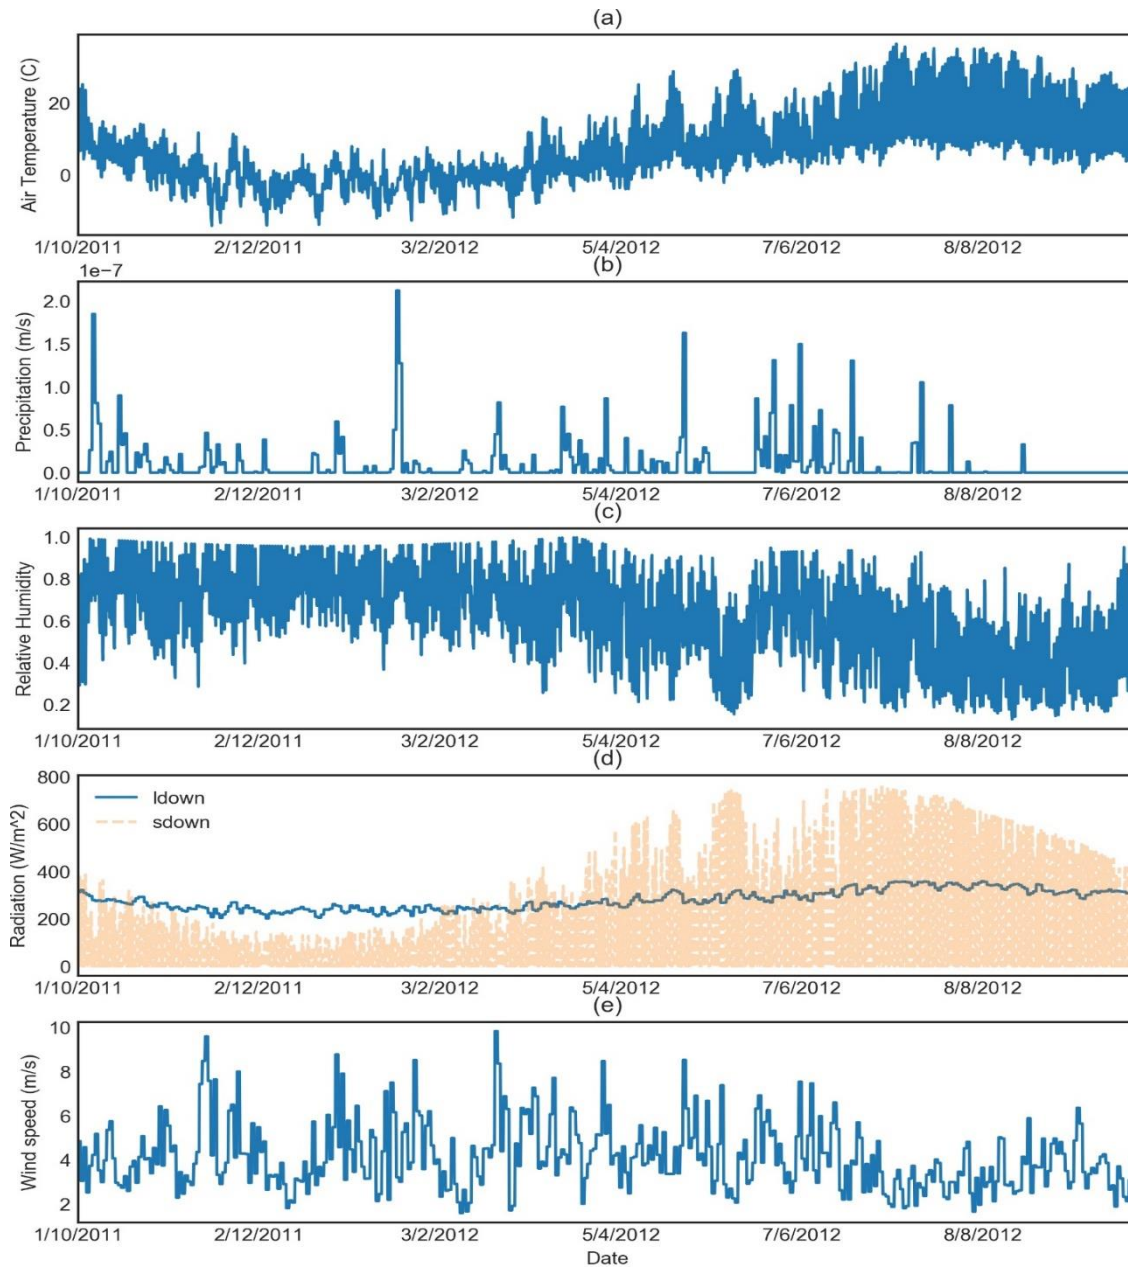 (a)
Air Temperature (C)
20
0
1/10/2011 2/12/2011 3/2/2012 5/4/2012 7/6/2012 8/8/2012
(b)
1e−7
Precipitation (m/s)
2.0
1.5
1.0
0.5
0.0
1/10/2011 2/12/2011 3/2/2012 5/4/2012 7/6/2012 8/8/2012
(c)
Relative Humidity
1.0
0.8
0.6
0.4
0.2
1/10/2011 2/12/2011 3/2/2012 5/4/2012 7/6/2012 8/8/2012
(d)
Radiation (W/m^2)
800
600
400
200
0
ldown
sdown
1/10/2011 2/12/2011 3/2/2012 5/4/2012 7/6/2012 8/8/2012
(e)
Wind speed (m/s)
10
8
6
4
2
1/10/2011 2/12/2011 3/2/2012 5/4/2012 7/6/2012 8/8/2012
Date